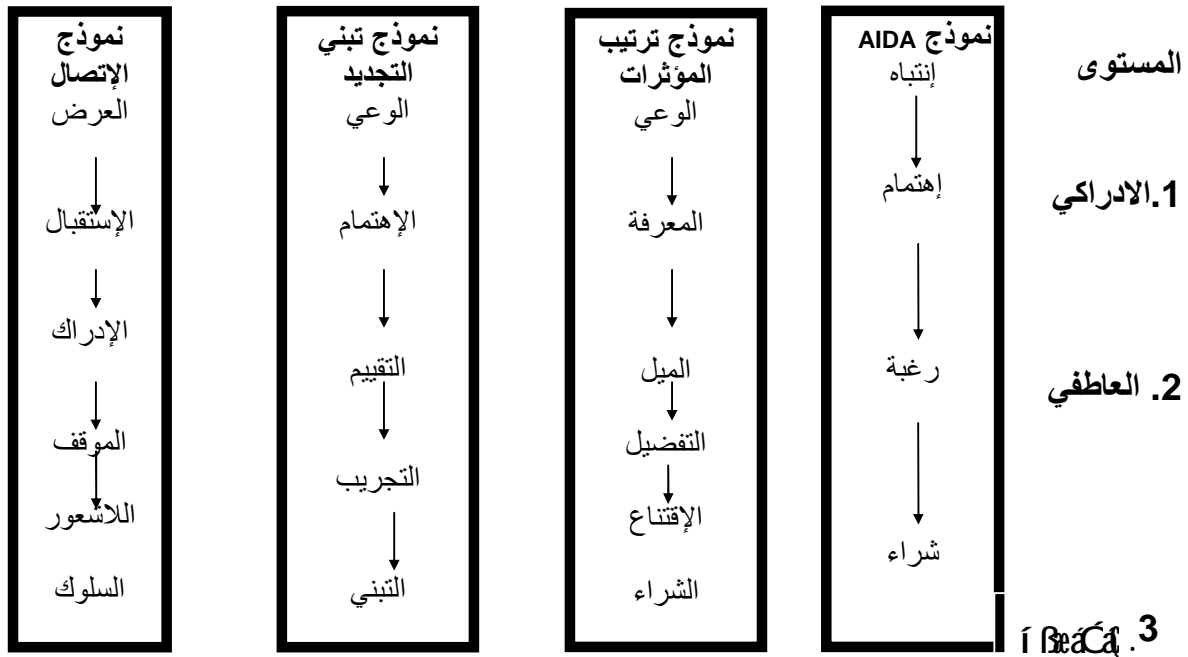 المستوى
1.الادراكي
2. العاطفي
3.
نموذج AIDA
إنتباه
إهتمام
رغبة
شراء
نموذج ترتيب
المؤثرات
الوعي
المعرفة
الميل
التفضيل
الإقتناع
الشراء
نموذج تبني
التجديد
الوعي
الإهتمام
التقييم
التجريب
التبني
نموذج
الإتصال
العرض
الإستقبال
الإدراك
الموقف
اللاشعور
السلوك